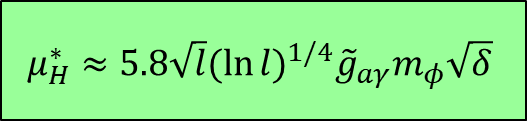 μ*_H ≈ 5.8√l(ln l)^{1/4} g̃_{aγ} m_ϕ √δ